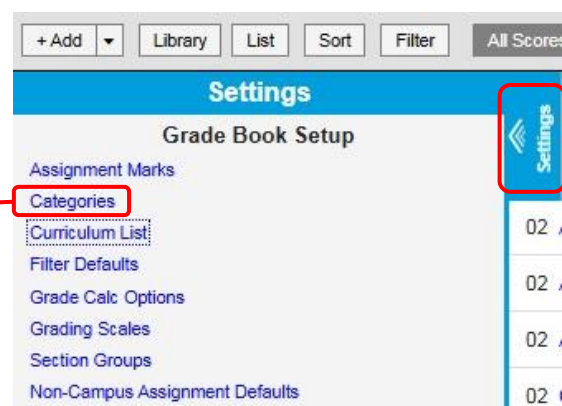 + Add Library List Sort Filter All Scores
Settings
Settings
Grade Book Setup
Assignment Marks
Categories
Curriculum List
Filter Defaults
Grade Calc Options
Grading Scales
Section Groups
Non-Campus Assignment Defaults
02
02
02
02